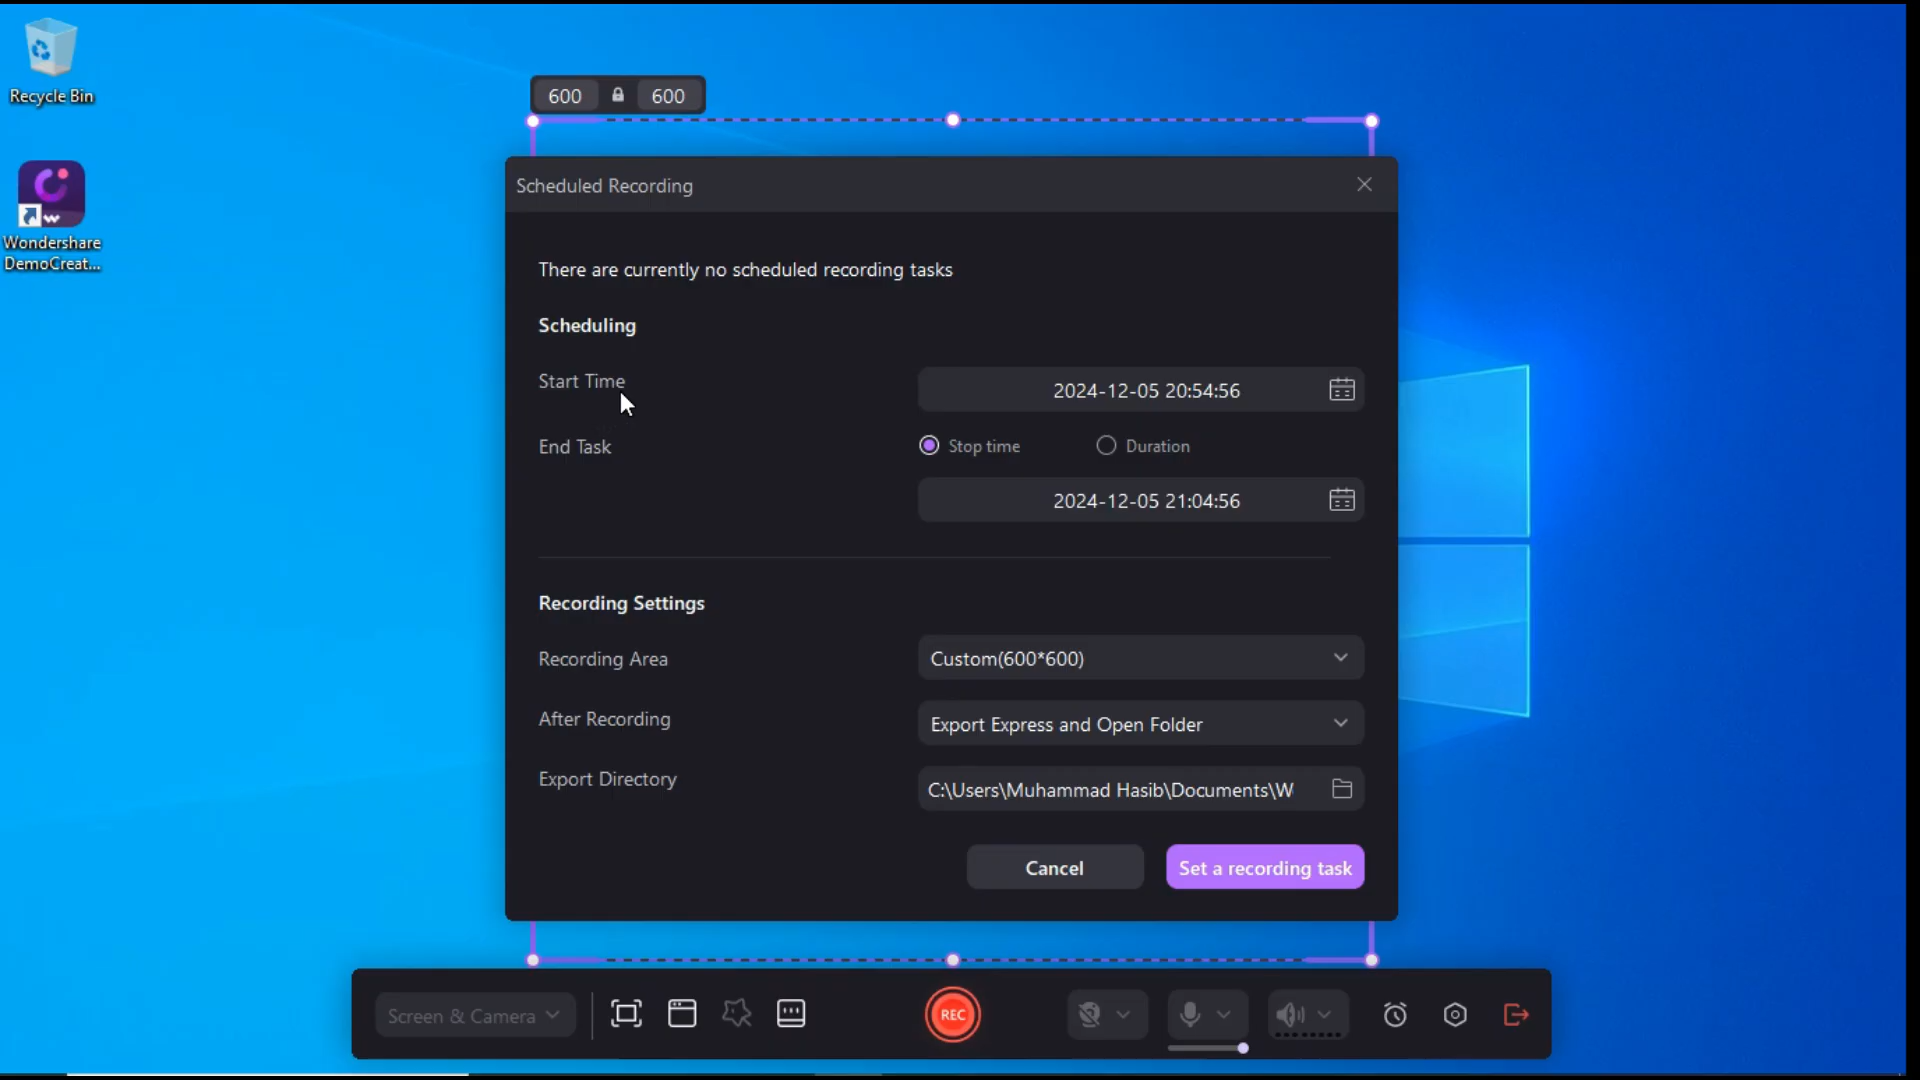 Recycle Bin
Wondershare
DemoCreat...
600 600
Scheduled Recording
There are currently no scheduled recording tasks
Scheduling
Start Time
2024-12-05 20:54:56
End Task
Stop time
Duration
2024-12-05 21:04:56
Recording Settings
Recording Area
Custom(600*600)
After Recording
Export Express and Open Folder
Export Directory
C:\Users\Muhammad Hasib\Documents\W
Cancel
Set a recording task
Screen & Camera
REC